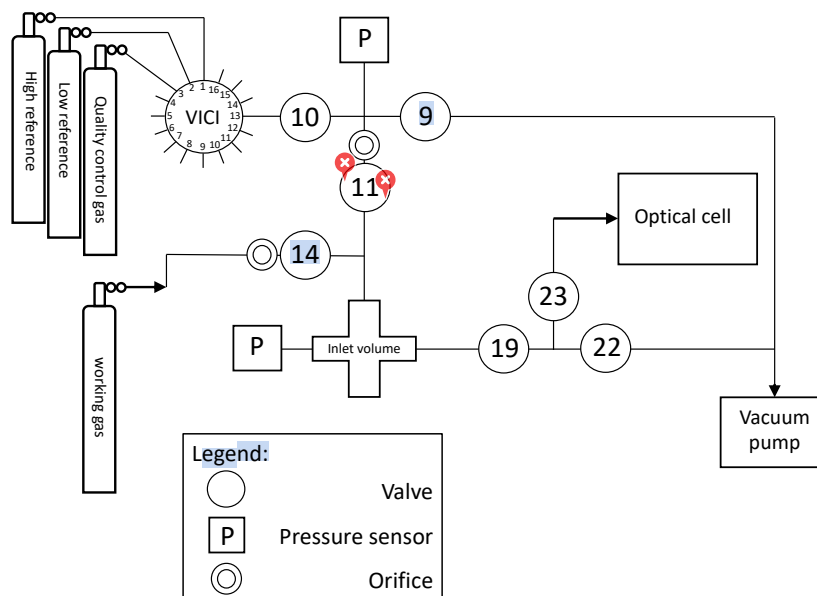 P
High reference
Low reference
Quality control gas
VICI
1
2
3
4
5
6
7
8
9
10
11
12
13
14
15
16
10
9
11
14
Optical cell
23
working gas
P
Inlet volume
19
22
Vacuum
pump
Legend:
Valve
P
Pressure sensor
Orifice